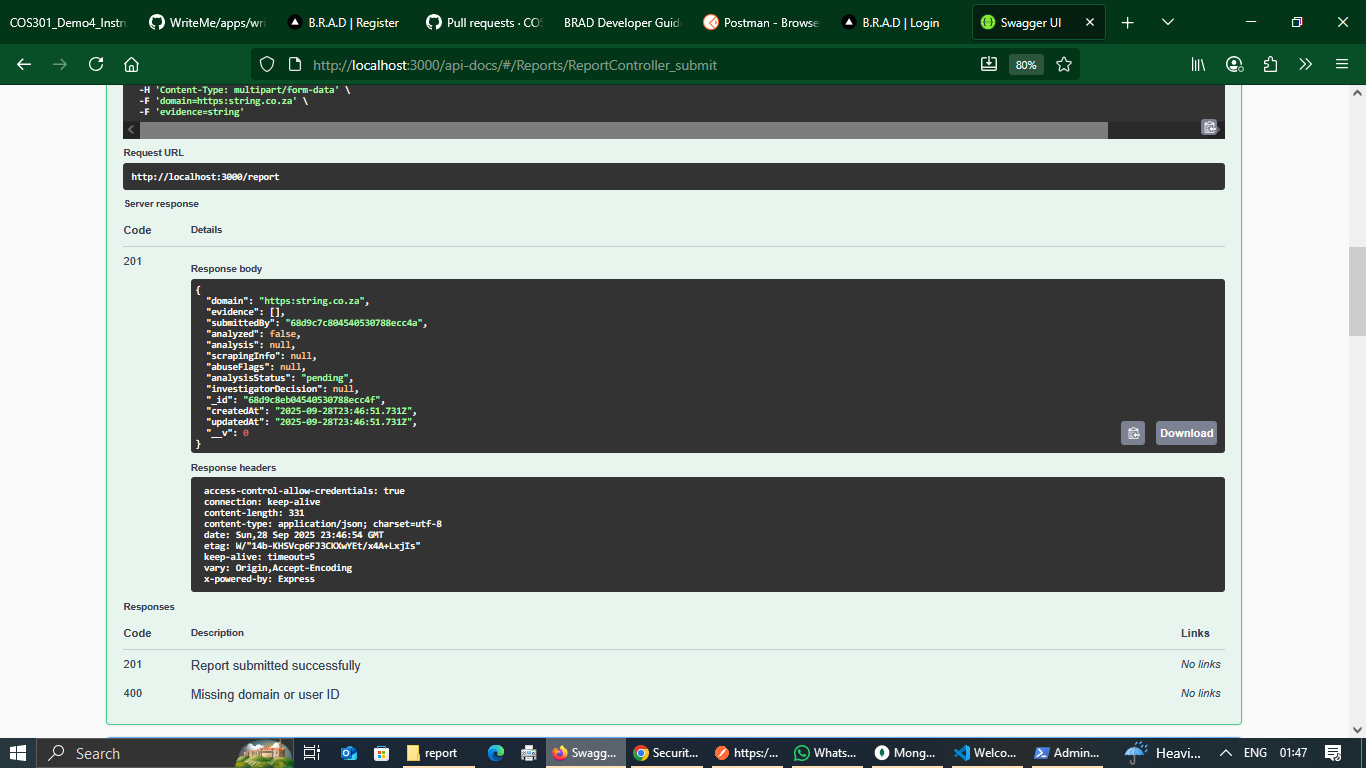 COS301_Demo4_Instru
WriteMe/apps/wri
B.R.A.D | Register
Pull requests · COS
BRAD Developer Guide
Postman - Browse
B.R.A.D | Login
Swagger UI
http://localhost:3000/api-docs/#/Reports/ReportController_submit
80%
-H 'Content-Type: multipart/form-data' \
-F 'domain=https:string.co.za' \
-F 'evidence=string'
Request URL
http://localhost:3000/report
Server response
Code Details
201
Response body
{
"domain": "https:string.co.za",
"evidence": [],
"submittedBy": "68d9c7c804540530788ecc4a",
"analyzed": false,
"analysis": null,
"scrapingInfo": null,
"abuseFlags": null,
"analysisStatus": "pending",
"investigatorDecision": null,
"_id": "68d9c8eb04540530788ecc4f",
"createdAt": "2025-09-28T23:46:51.731Z",
"updatedAt": "2025-09-28T23:46:51.731Z",
"__v": 0
}
Download
Response headers
access-control-allow-credentials: true
connection: keep-alive
content-length: 331
content-type: application/json; charset=utf-8
date: Sun,28 Sep 2025 23:46:54 GMT
etag: W/"14b-KHSVcp6FJ3CKXwYEt/x4A+LxjIs"
keep-alive: timeout=5
vary: Origin,Accept-Encoding
x-powered-by: Express
Responses
Code Description Links
201 Report submitted successfully No links
400 Missing domain or user ID No links
Search
report
Swagg...
Securit...
https:/...
Whats...
Mong...
Welco...
Admin...
Heavi...
ENG
01:47